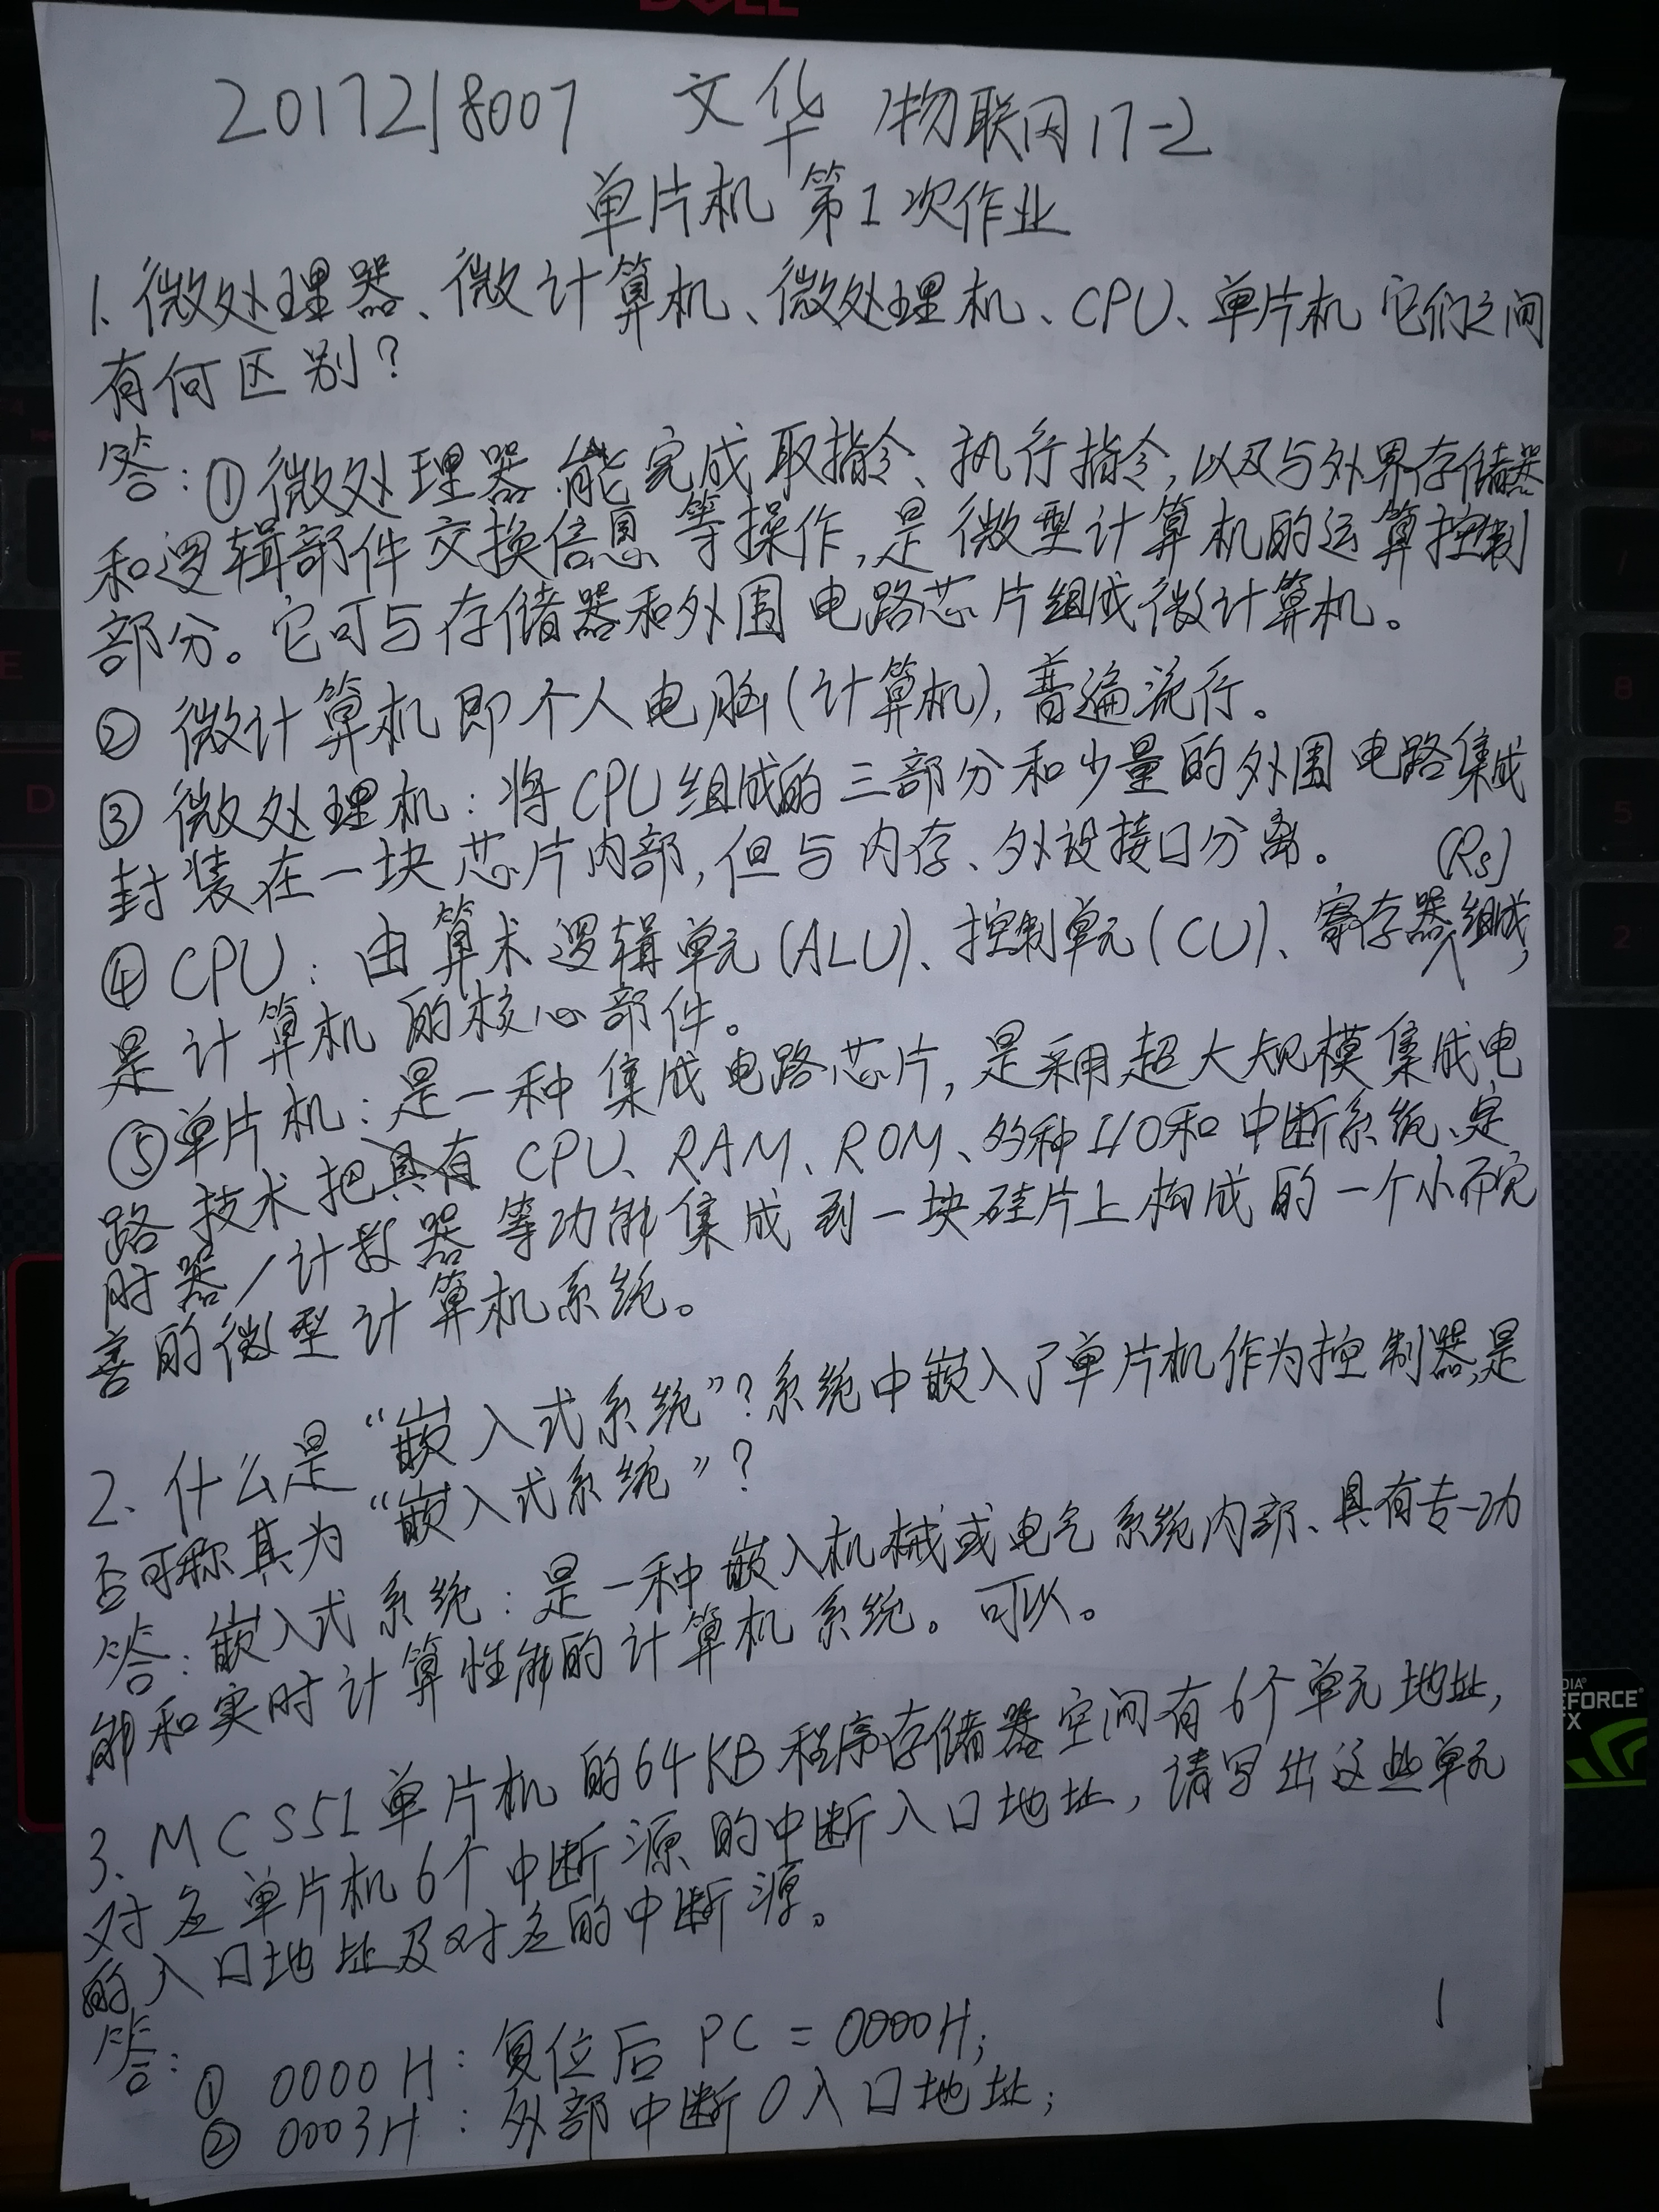 DELL
2017218007 文华 物联网17-2
单片机 第1次作业
1. 微处理器、微计算机、微处理机、CPU、单片机 它们之间
有何区别?
答: ①微处理器 能完成取指令、执行指令, 以及与外界存储器
和逻辑部件交换信息等操作, 是微型计算机的运算控制
部分。它可与存储器和外围电路芯片组成微计算机。
② 微计算机即个人电脑(计算机), 普遍流行。
③ 微处理机: 将CPU组成的三部分和少量的外围电路集成
封装在一块芯片内部, 但与内存、外设接口分离。
(Rs)
④ CPU: 由算术逻辑单元(ALU)、控制单元(CU)、寄存器组成,
是计算机的核心部件。
⑤单片机: 是一种集成电路芯片, 是采用超大规模集成电
路技术把具有 CPU、RAM、ROM、多种I/O和中断系统、定
时器/计数器等功能集成到一块硅片上构成的一个小而完
善的微型计算机系统。
2、什么是“嵌入式系统”?系统中嵌入了单片机作为控制器,是
否可称其为“嵌入式系统”?
答: 嵌入式系统: 是一种嵌入机械或电气系统内部、具有专一功
能和实时计算性能的计算机系统。可以。
3、MCS51单片机的64KB程序存储器空间有6个单元地址,
对应单片机6个中断源的中断入口地址, 请写出这些单元
的入口地址及对应的中断源。
答:
① 0000H: 复位后 PC = 0000H;
② 0003H: 外部中断0入口地址;
1
8
5
2
GEFORCE